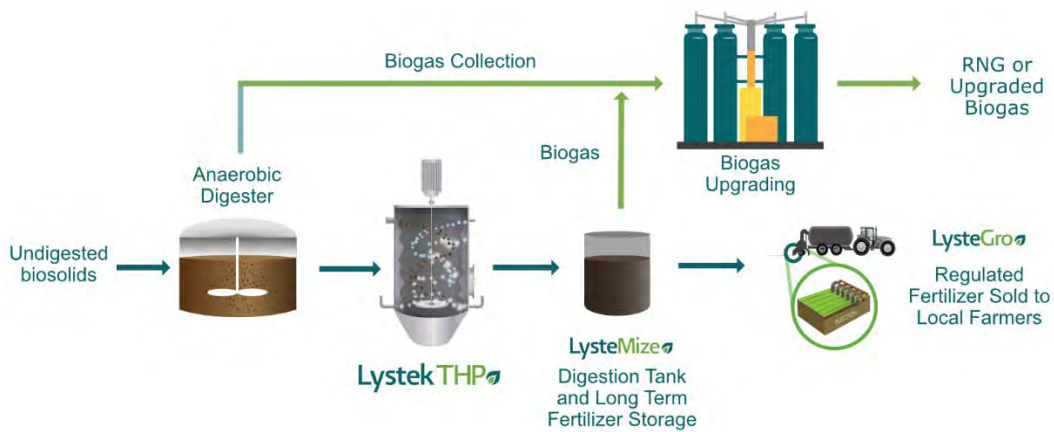 Biogas Collection
RNG or
Upgraded
Biogas
Biogas
Biogas
Upgrading
Anaerobic
Digester
Undigested
biosolids
Lystek THP
LysteMize
Digestion Tank
and Long Term
Fertilizer Storage
LysteGro
Regulated
Fertilizer Sold to
Local Farmers
INJECTION